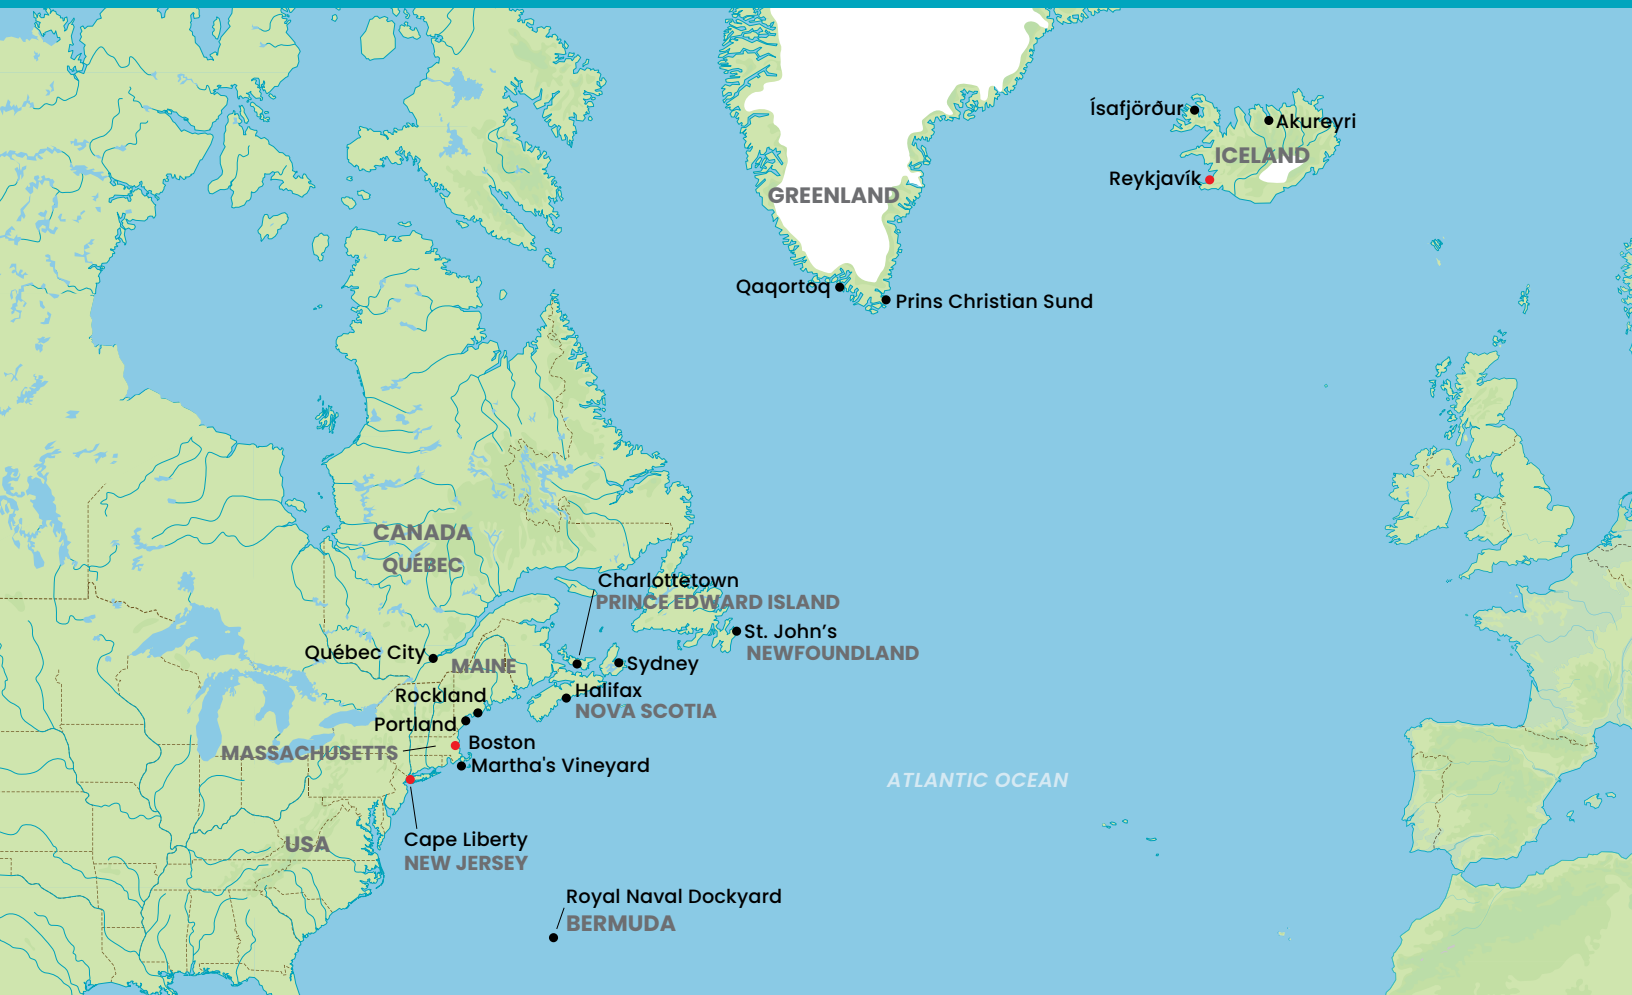 Ísafjörður
Akureyri
ICELAND
Reykjavík
GREENLAND
Qaqortoq
Prins Christian Sund
CANADA
QUÉBEC
Charlottetown
PRINCE EDWARD ISLAND
St. John’s
NEWFOUNDLAND
Québec City
MAINE
Sydney
Rockland
Halifax
NOVA SCOTIA
Portland
Boston
MASSACHUSETTS
Martha's Vineyard
ATLANTIC OCEAN
Cape Liberty
NEW JERSEY
USA
Royal Naval Dockyard
BERMUDA